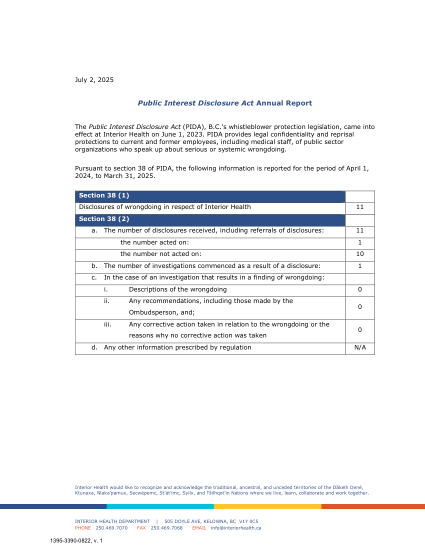 July 2, 2025
Public Interest Disclosure Act Annual Report
The Public Interest Disclosure Act (PIDA), B.C.'s whistleblower protection legislation, came into
effect at Interior Health on June 1, 2023. PIDA provides legal confidentiality and reprisal
protections to current and former employees, including medical staff, of public sector
organizations who speak up about serious or systemic wrongdoing.
Pursuant to section 38 of PIDA, the following information is reported for the period of April 1,
2024, to March 31, 2025.
Section 38 (1)
Disclosures of wrongdoing in respect of Interior Health 11
Section 38 (2)
a. The number of disclosures received, including referrals of disclosures: 11
the number acted on: 1
the number not acted on: 10
b. The number of investigations commenced as a result of a disclosure: 1
c. In the case of an investigation that results in a finding of wrongdoing:
i. Descriptions of the wrongdoing 0
ii. Any recommendations, including those made by the
Ombudsperson, and; 0
iii. Any corrective action taken in relation to the wrongdoing or the
reasons why no corrective action was taken 0
d. Any other information prescribed by regulation N/A
Interior Health would like to recognize and acknowledge the traditional, ancestral, and unceded territories of the Dãkelh Dené,
Ktunaxa, Nlaka'pamux, Secwépemc, St'át'imc, Syilx, and Tŝilhqot'in Nations where we live, learn, collaborate and work together.
INTERIOR HEALTH DEPARTMENT | 505 DOYLE AVE, KELOWNA, BC V1Y 0C5
PHONE 250.469.7070 FAX 250.469.7068 EMAIL info@interiorhealth.ca
1395-3390-0822, v. 1